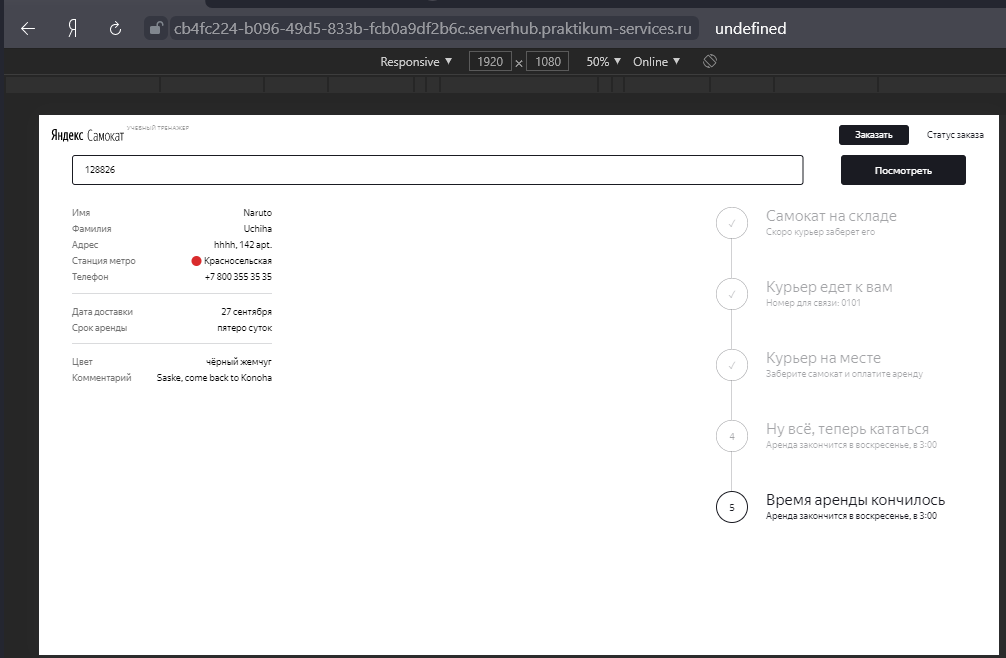 Я cb4fc224-b096-49d5-833b-fcb0a9df2b6c.serverhub.praktikum-services.ru undefined
Responsive ▼ 1920 × 1080 50% ▼ Online ▼
Яндекс Самокат УЧЕБНЫЙ ТРЕНАЖЕР Заказать Статус заказа
128826 Посмотреть
Имя Naruto
Фамилия Uchiha
Адрес hhhh, 142 apt.
Станция метро Красносельская
Телефон +7 800 355 35 35
Дата доставки 27 сентября
Срок аренды пятеро суток
Цвет чёрный жемчуг
Комментарий Saske, come back to Konoha
✓ Самокат на складе
Скоро курьер заберет его
✓ Курьер едет к вам
Номер для связи: 0101
✓ Курьер на месте
Заберите самокат и оплатите аренду
4 Ну всё, теперь кататься
Аренда закончится в воскресенье, в 3:00
5 Время аренды кончилось
Аренда закончится в воскресенье, в 3:00